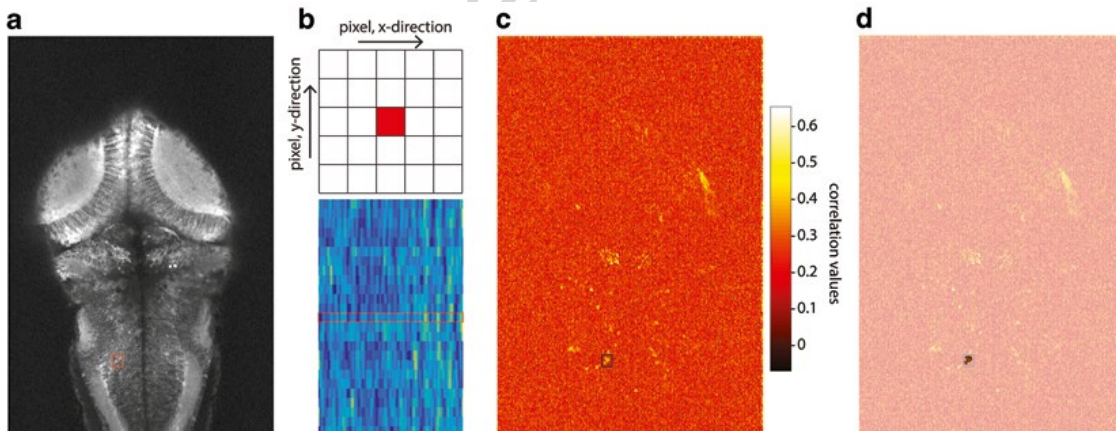 a
b
pixel, x-direction
pixel, y-direction
c
0.6
0.5
0.4
0.3
0.2
0.1
0
correlation values
d